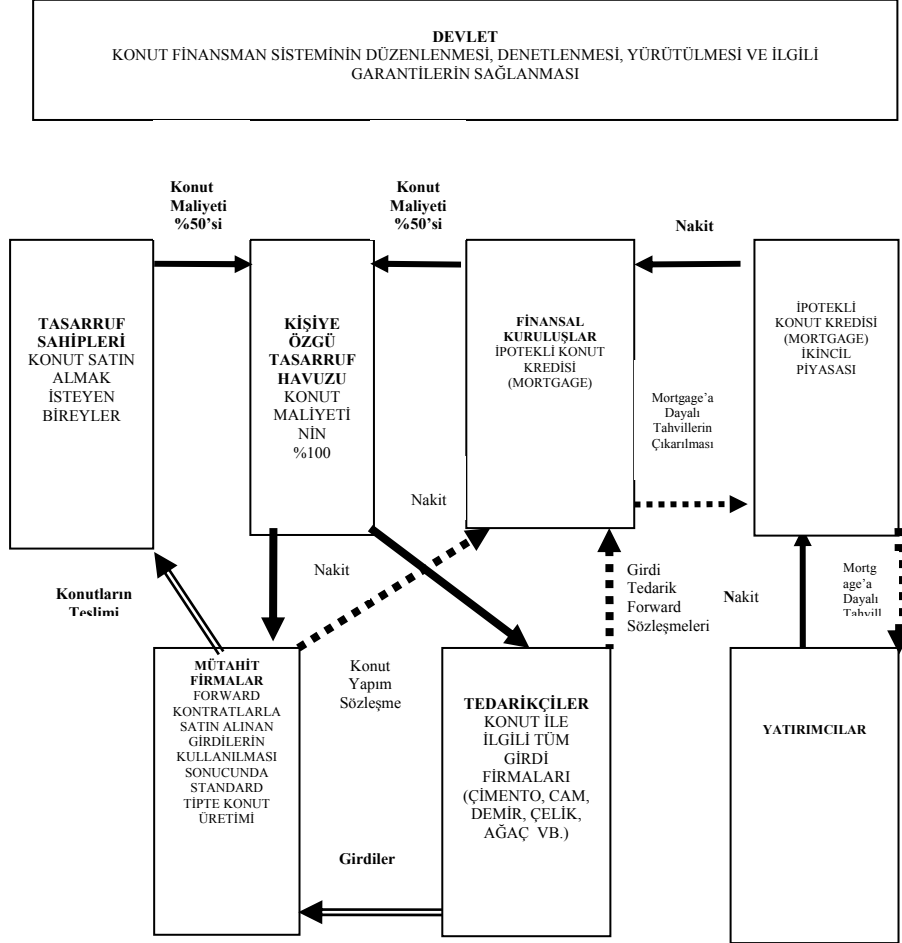 DEVLET
KONUT FİNANSMAN SİSTEMİNİN DÜZENLENMESİ, DENETLENMESİ, YÜRÜTÜLMESİ VE İLGİLİ
GARANTİLERİN SAĞLANMASI
Konut
Maliyeti
%50’si
Konut
Maliyeti
%50’si
Nakit
TASARRUF
SAHİPLERİ
KONUT SATIN
ALMAK
İSTEYEN
BİREYLER
KİŞİYE
ÖZGÜ
TASARRUF
HAVUZU
KONUT
MALİYETİ
NİN
%100
FİNANSAL
KURULUŞLAR
İPOTEKLİ KONUT
KREDİSİ
(MORTGAGE)
Mortgage’a
Dayalı
Tahvillerin
Çıkarılması
İPOTEKLİ
KONUT KREDİSİ
(MORTGAGE)
İKİNCİL
PİYASASI
Nakit
Nakit
Konutların
Teslimi
Girdi
Tedarik
Forward
Sözleşmeleri
Nakit
Mortg
age’a
Dayalı
Tahvill
MÜTAHİT
FİRMALAR
FORWARD
KONTRATLARLA
SATIN ALINAN
GİRDİLERİN
KULLANILMASI
SONUCUNDA
STANDARD
TİPTE KONUT
ÜRETİMİ
Konut
Yapım
Sözleşme
TEDARİKÇİLER
KONUT İLE
İLGİLİ TÜM
GİRDİ
FİRMALARI
(ÇİMENTO, CAM,
DEMİR, ÇELİK,
AĞAÇ VB.)
YATIRIMCILAR
Girdiler